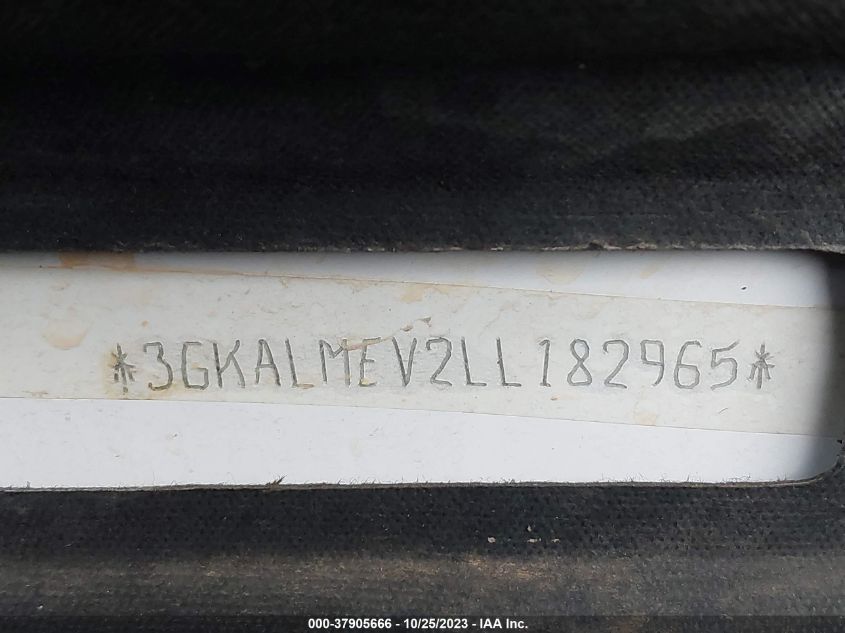 *3GKALMEV2LL182965*
000-37905666 - 10/25/2023 - IAA Inc.